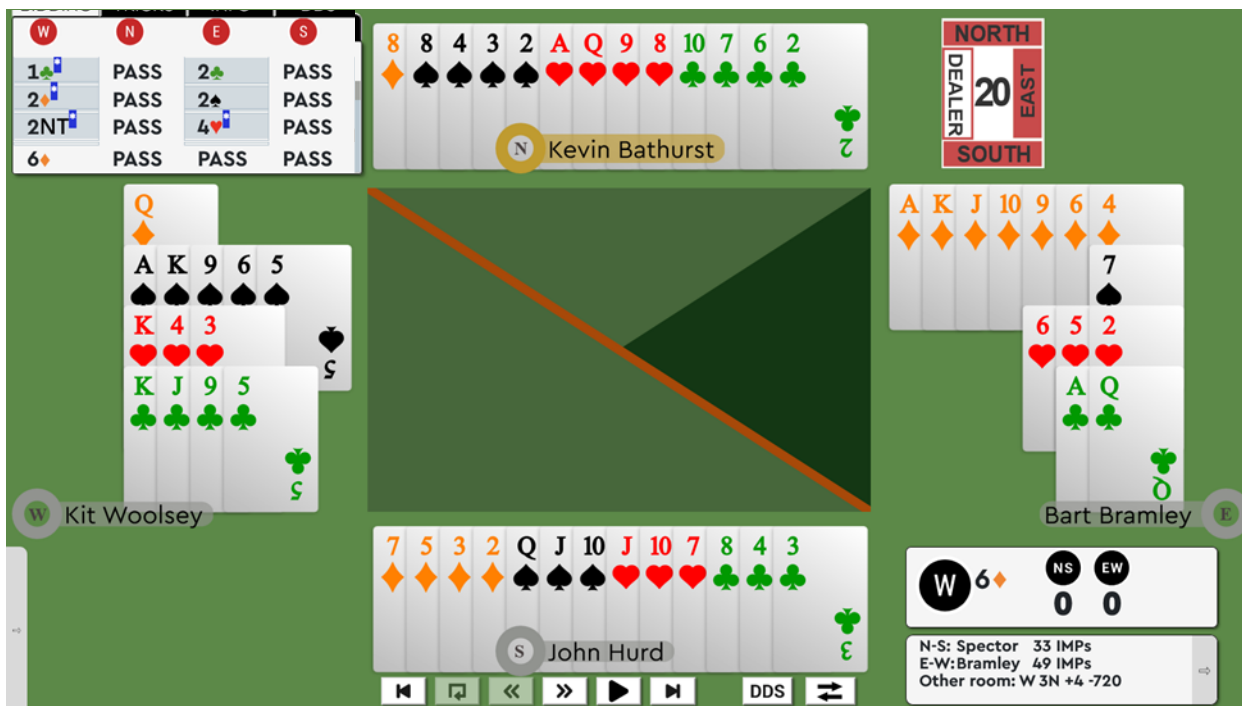 W N E S
1♣ PASS 2♣ PASS
2♦ PASS 2♠ PASS
2NT PASS 4♥ PASS
6♦ PASS PASS PASS
8 8 4 3 2 A Q 9 8 10 7 6 2
2
N Kevin Bathurst
NORTH
DEALER 20 EAST
SOUTH
Q
A K 9 6 5
5
K 4 3
K J 9 5
5
W Kit Woolsey
A K J 10 9 6 4
7
6 5 2
A Q
Q
Bart Bramley E
7 5 3 2 Q J 10 J 10 7 8 4 3
3
S John Hurd
W 6♦ NS EW
0 0
N-S: Spector 33 IMPs
E-W:Bramley 49 IMPs
Other room: W 3N +4 -720
DDS